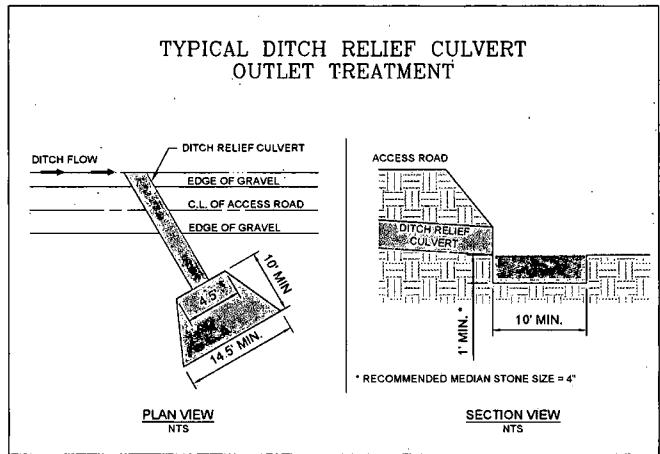 TYPICAL DITCH RELIEF CULVERT
OUTLET TREATMENT
DITCH FLOW
DITCH RELIEF CULVERT
EDGE OF GRAVEL
C.L. OF ACCESS ROAD
EDGE OF GRAVEL
10' MIN
4.5'
14.5' MIN.
PLAN VIEW
NTS
ACCESS ROAD
DITCH RELIEF
CULVERT
1' MIN. *
10' MIN.
* RECOMMENDED MEDIAN STONE SIZE = 4"
SECTION VIEW
NTS